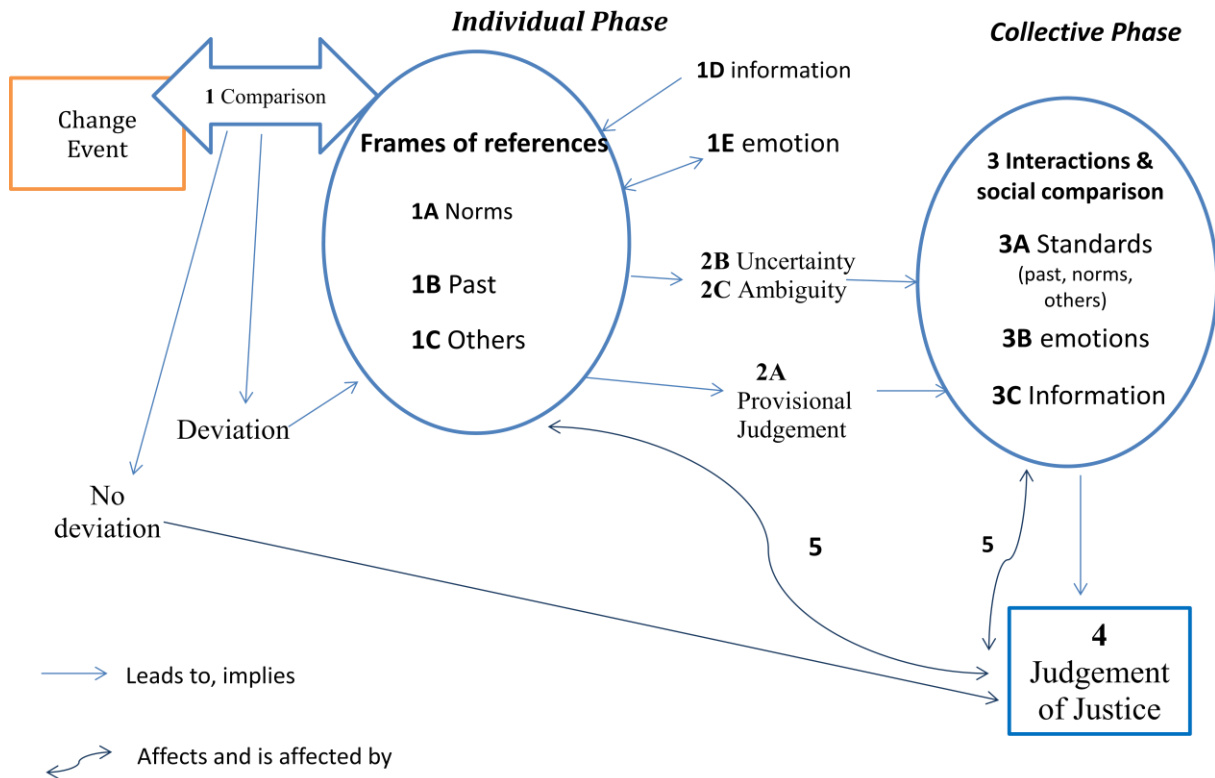 Individual Phase
Collective Phase
1 Comparison
Change
Event
1D information
1E emotion
Frames of references
1A Norms
1B Past
1C Others
2B Uncertainty
2C Ambiguity
2A
Provisional
Judgement
3 Interactions &
social comparison
3A Standards
(past, norms,
others)
3B emotions
3C Information
Deviation
No
deviation
5
5
4
Judgement
of Justice
Leads to, implies
Affects and is affected by